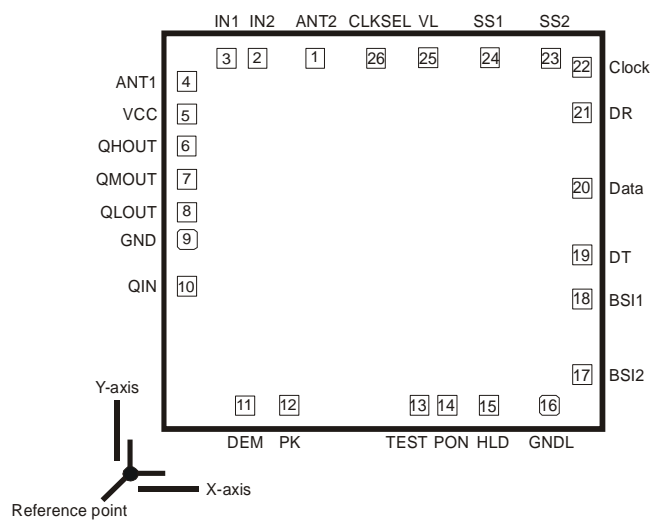 IN1 IN2 ANT2 CLKSEL VL SS1 SS2
3 2 1 26 25 24 23
22 Clock
ANT1 4
VCC 5
21 DR
QHOUT 6
QMOUT 7
20 Data
QLOUT 8
GND 9
19 DT
QIN 10
18 BSI1
17 BSI2
Y-axis
11 12 13 14 15 16
DEM PK TEST PON HLD GNDL
X-axis
Reference point